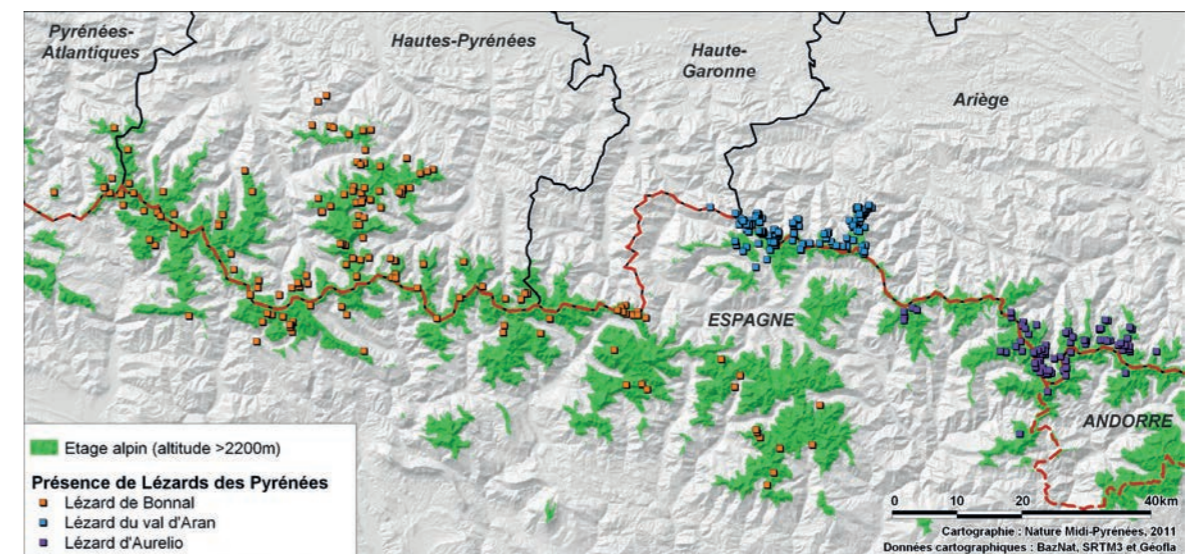 Pyrénées-
Atlantiques
Hautes-Pyrénées
Haute-
Garonne
Ariège
ESPAGNE
ANDORRE
Etage alpin (altitude >2200m)
Présence de Lézards des Pyrénées
Lézard de Bonnal
Lézard du val d'Aran
Lézard d'Aurelio
0 10 20 40km
Cartographie : Nature Midi-Pyrénées, 2011
Données cartographiques : BazNat, SRTM3 et Géofla